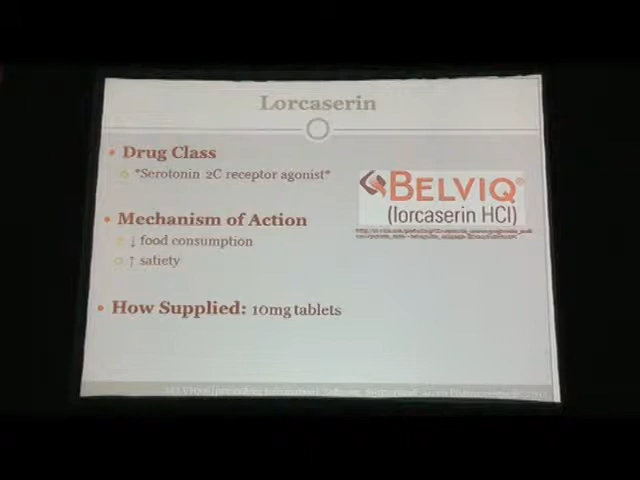 Lorcaserin
• Drug Class
*Serotonin 2C receptor agonist*
BELVIQ®
(lorcaserin HCl)
• Mechanism of Action
↓ food consumption
↑ satiety
• How Supplied: 10mg tablets